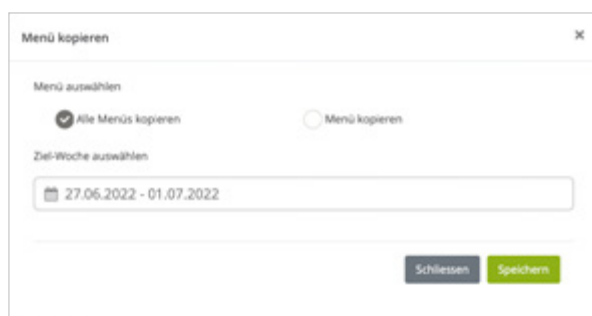 Menü kopieren
Menü auswählen
Alle Menüs kopieren Menü kopieren
Ziel-Woche auswählen
27.06.2022 - 01.07.2022
Schliessen Speichern